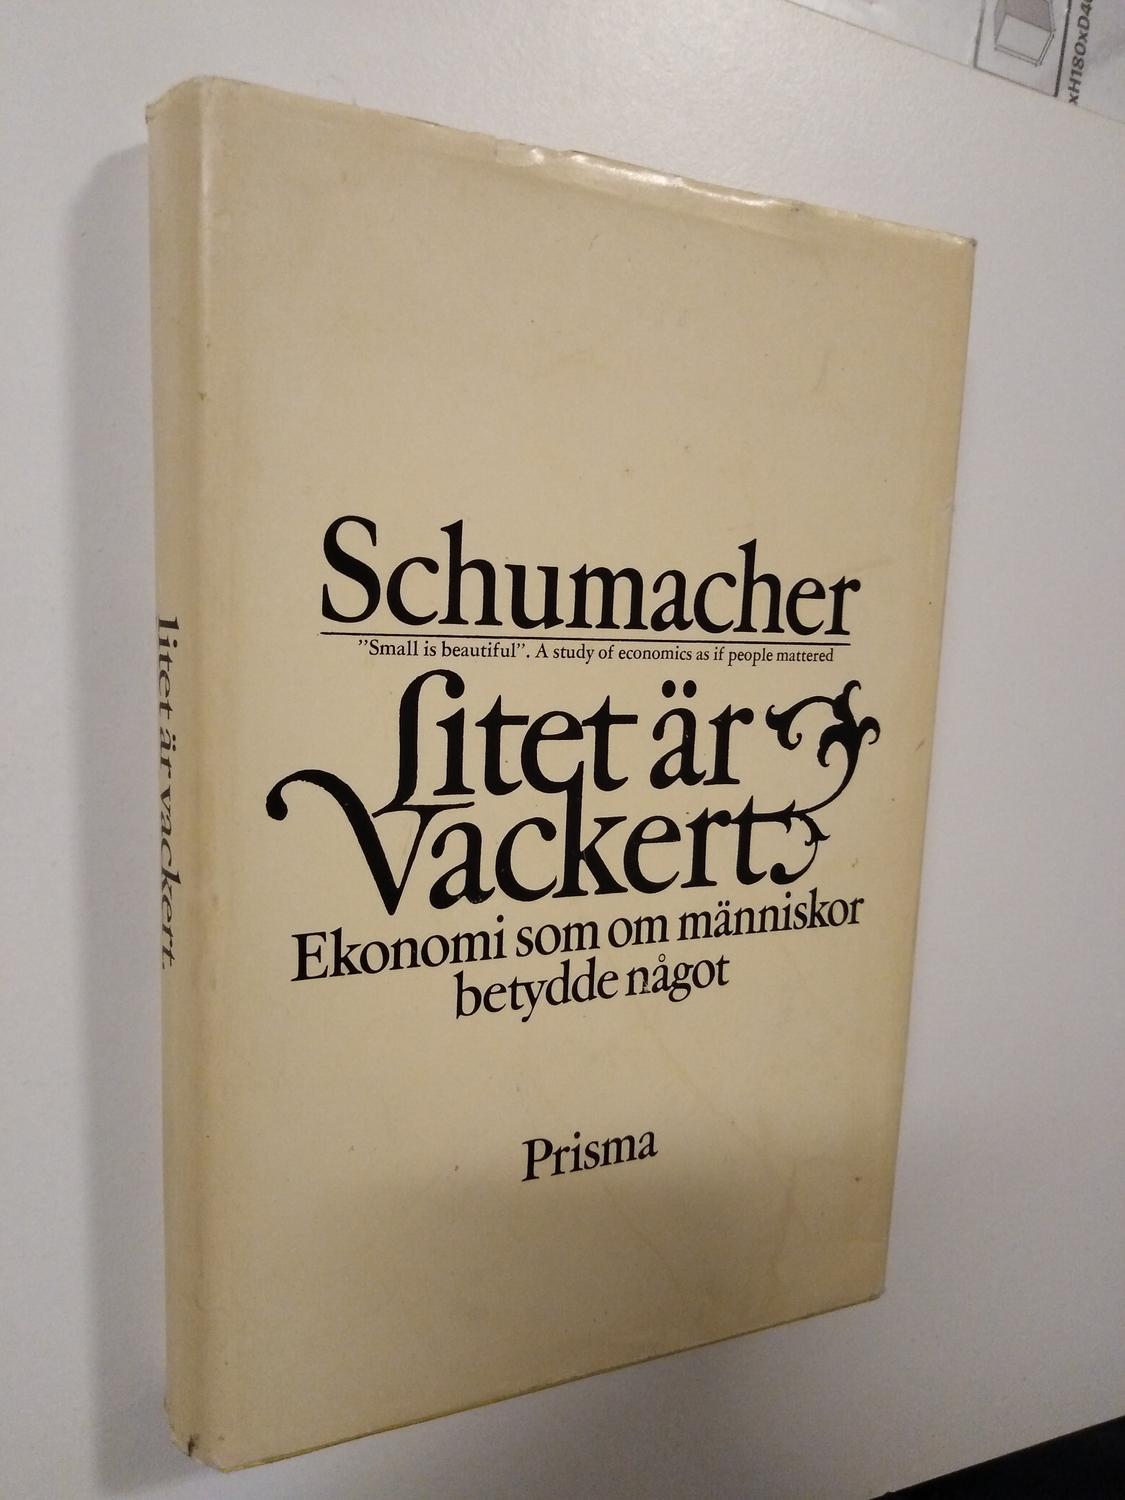 Schumacher
”Small is beautiful”. A study of economics as if people mattered
Litet är
Vackert
Ekonomi som om människor
betydde något
Prisma
litet är vackert.
xH180xD40